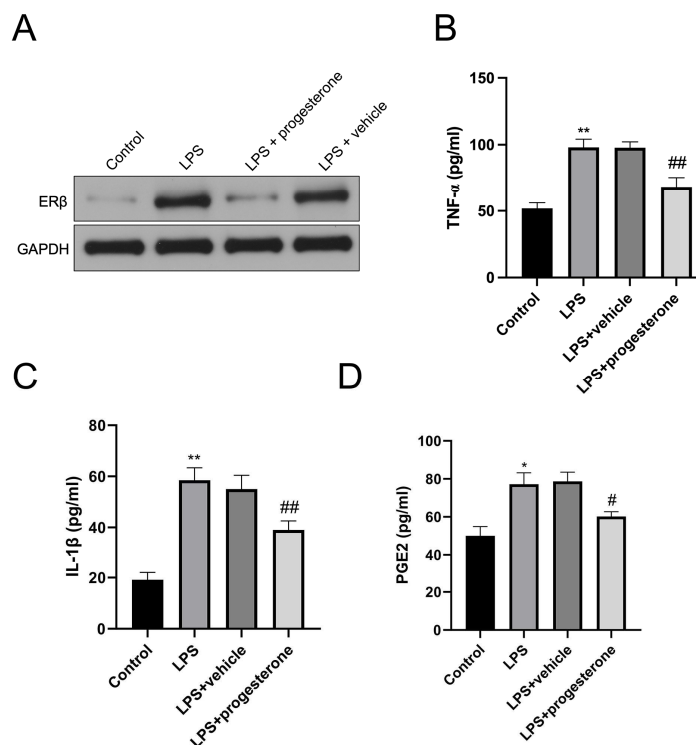 A
Control
LPS
LPS + progesterone
LPS + vehicle
ERβ
GAPDH
B
TNF-α (pg/ml)
150
100
50
0
**
##
Control
LPS
LPS+vehicle
LPS+progesterone
C
IL-1β (pg/ml)
80
60
40
20
0
**
##
Control
LPS
LPS+vehicle
LPS+progesterone
D
PGE2 (pg/ml)
100
80
60
40
20
0
*
#
Control
LPS
LPS+vehicle
LPS+progesterone